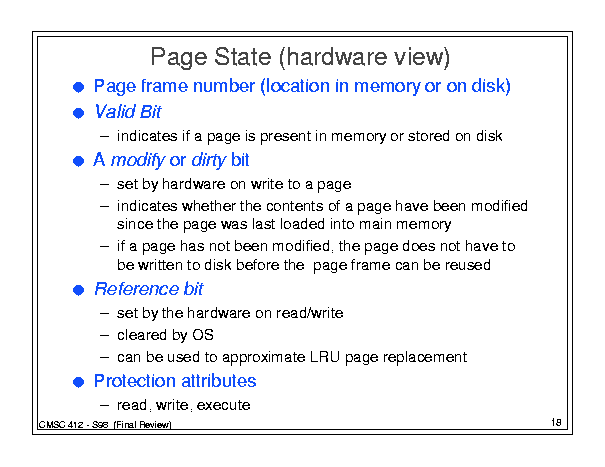 Page State (hardware view)
● Page frame number (location in memory or on disk)
● Valid Bit
– indicates if a page is present in memory or stored on disk
● A modify or dirty bit
– set by hardware on write to a page
– indicates whether the contents of a page have been modified
since the page was last loaded into main memory
– if a page has not been modified, the page does not have to
be written to disk before the page frame can be reused
● Reference bit
– set by the hardware on read/write
– cleared by OS
– can be used to approximate LRU page replacement
● Protection attributes
– read, write, execute
CMSC 412 - S98 (Final Review)
18